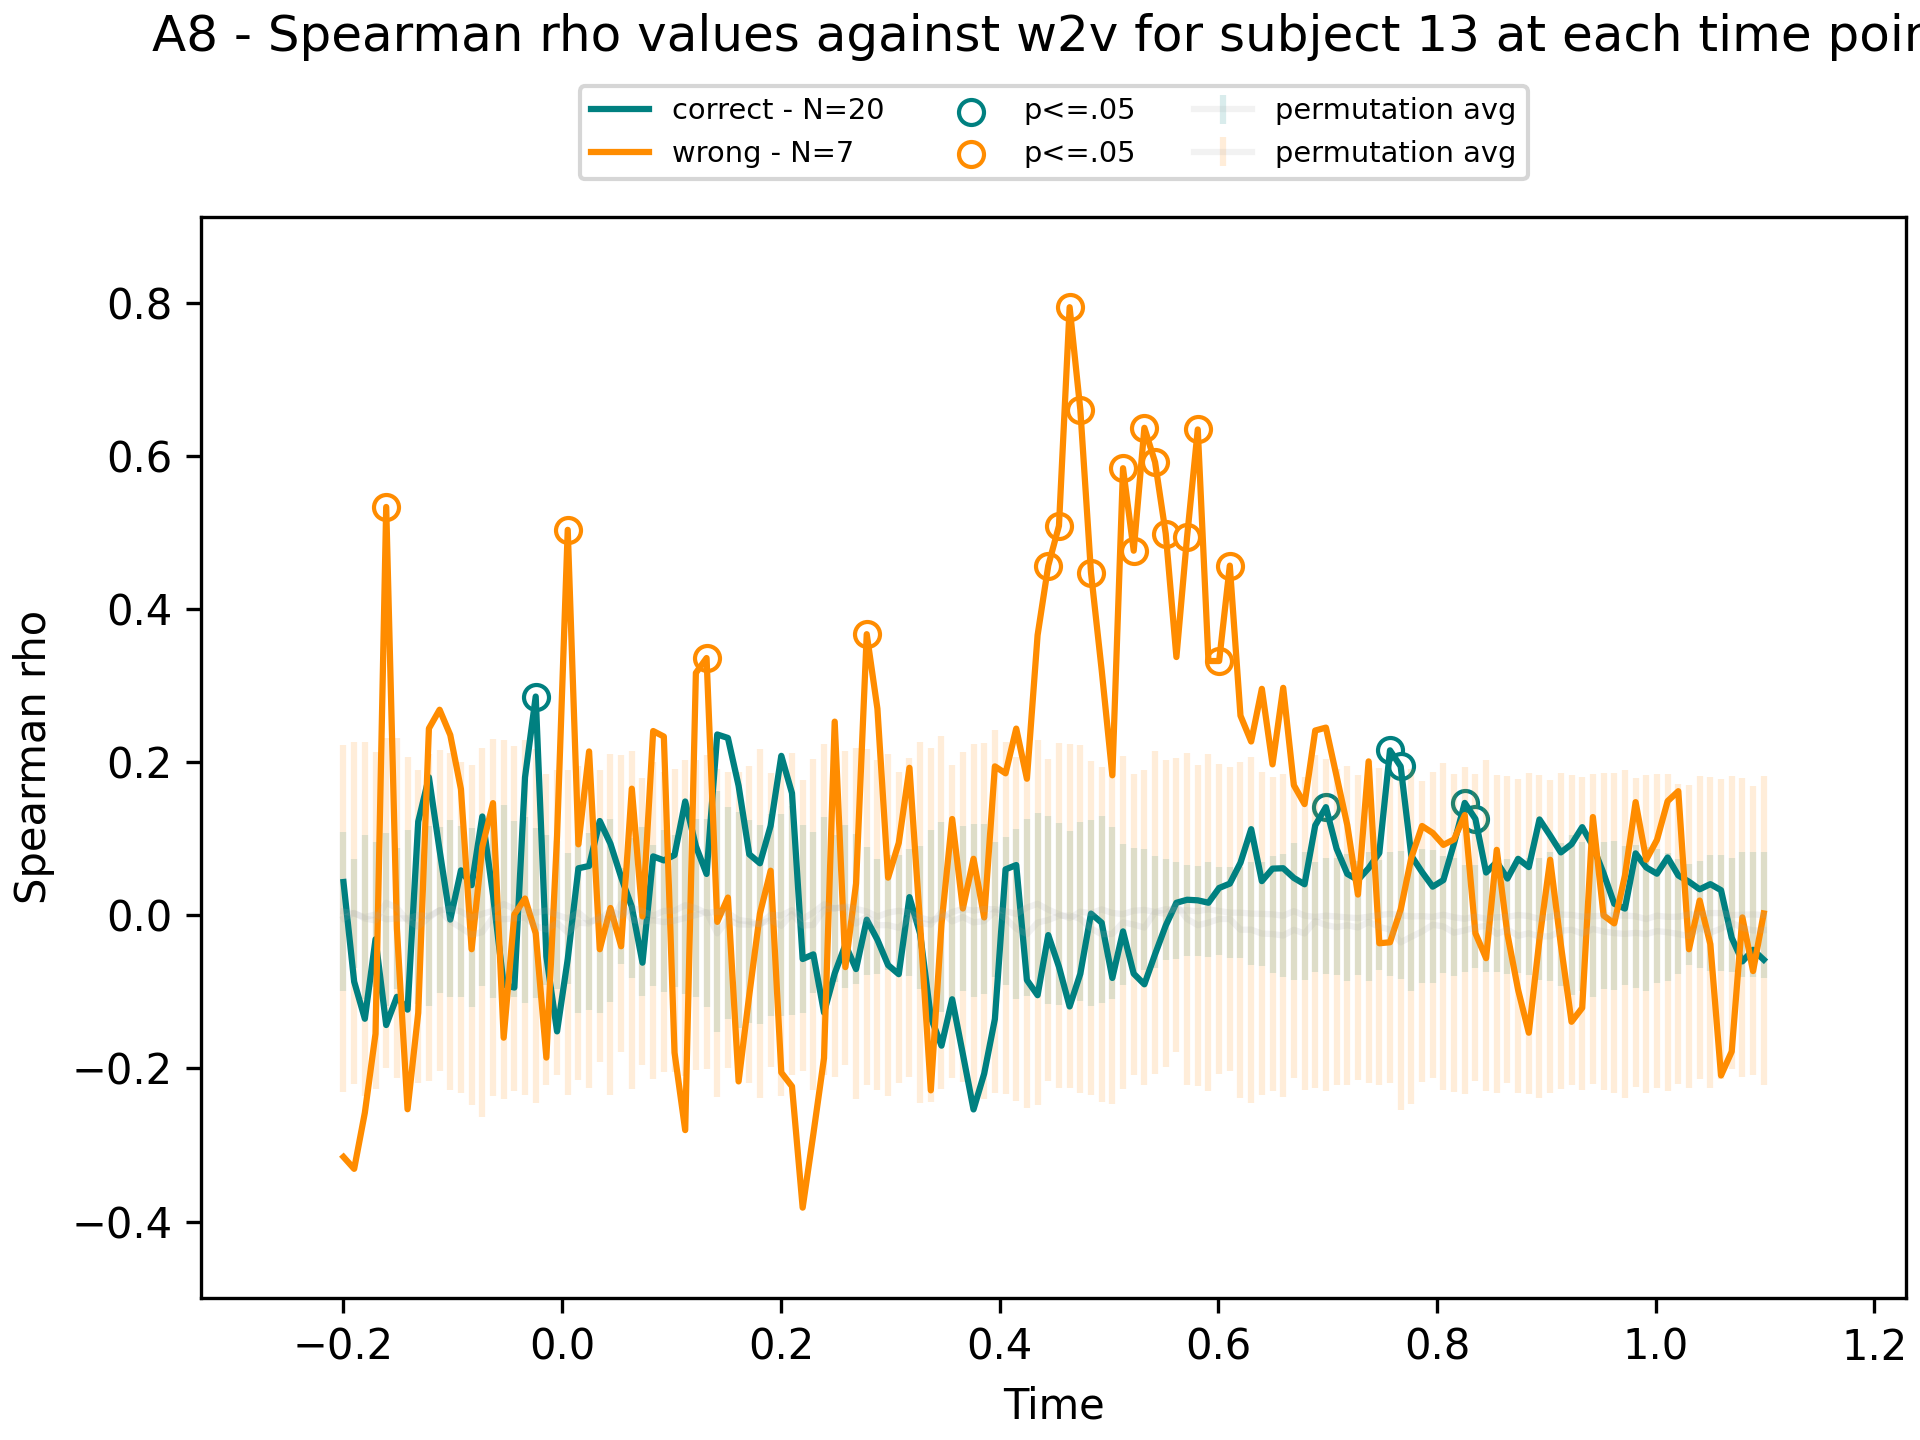 A8 - Spearman rho values against w2v for subject 13 at each time poin
correct - N=20 p<=.05 permutation avg
wrong - N=7 p<=.05 permutation avg
0.8
0.6
0.4
0.2
0.0
−0.2
−0.4
Spearman rho
−0.2 0.0 0.2 0.4 0.6 0.8 1.0 1.2
Time